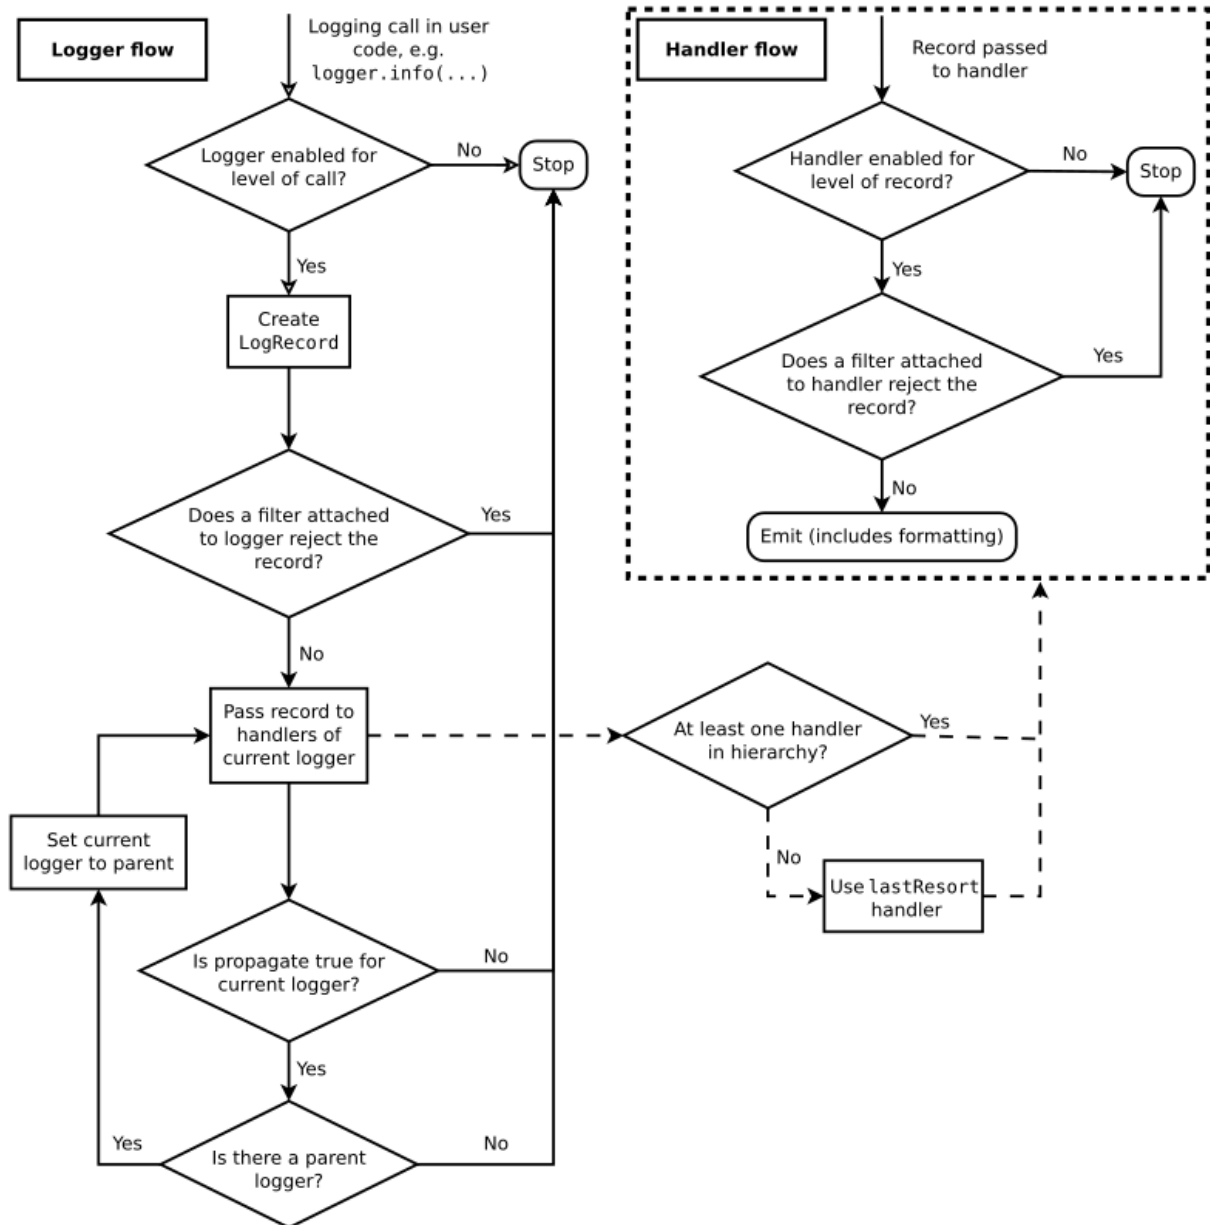 Logger flow
Logging call in user
code, e.g.
logger.info(...)
Logger enabled for
level of call?
No
Stop
Yes
Create
LogRecord
Does a filter attached
to logger reject the
record?
Yes
No
Pass record to
handlers of
current logger
Set current
logger to parent
Is propagate true for
current logger?
No
Yes
Is there a parent
logger?
Yes
No
Handler flow
Record passed
to handler
Handler enabled for
level of record?
No
Stop
Yes
Does a filter attached
to handler reject the
record?
Yes
No
Emit (includes formatting)
At least one handler
in hierarchy?
Yes
No
Use lastResort
handler